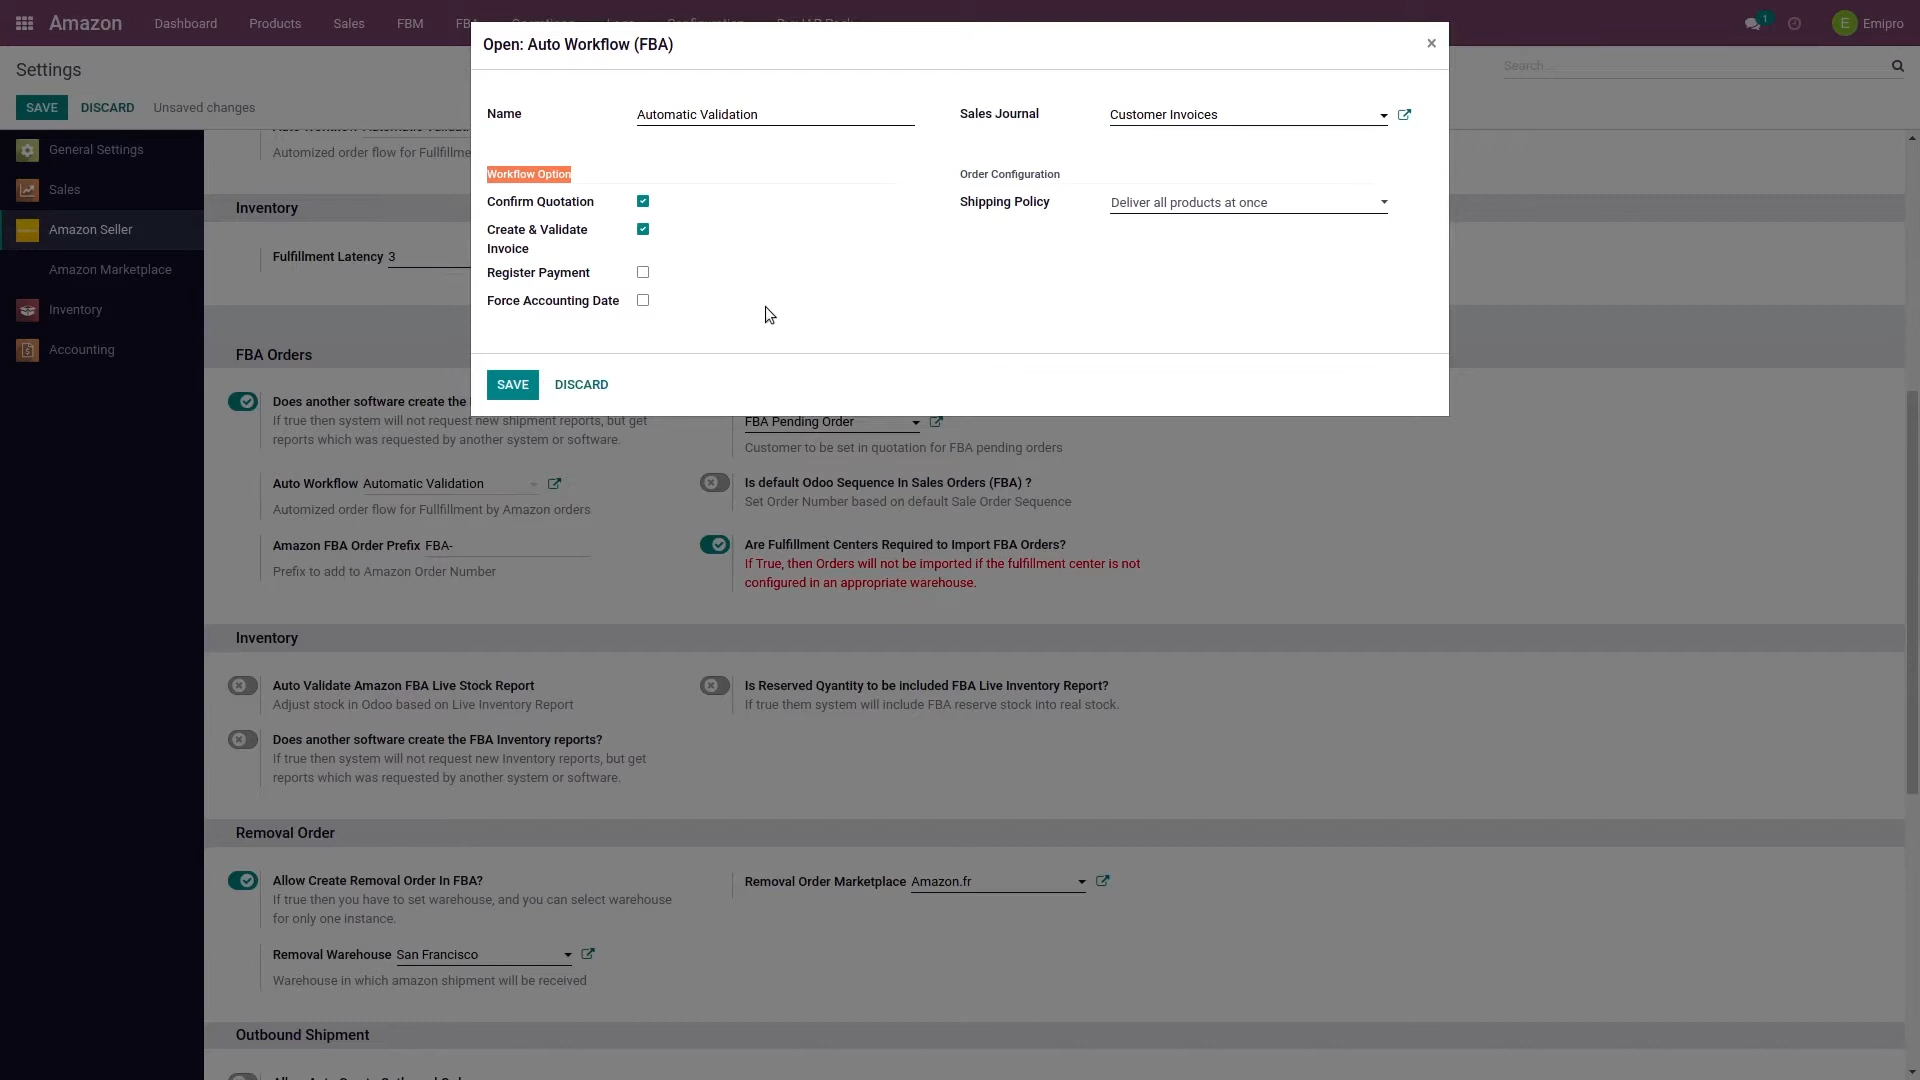 Amazon Dashboard Products Sales FBM 1 E Emipro
Open: Auto Workflow (FBA) ×
Settings
Search...
SAVE DISCARD Unsaved changes
Name Automatic Validation
Sales Journal Customer Invoices
Workflow Option
Order Configuration
Confirm Quotation
Shipping Policy Deliver all products at once
Create & Validate
Invoice
Register Payment
Force Accounting Date
SAVE DISCARD
General Settings
Sales
Amazon Seller
Amazon Marketplace
Inventory
Accounting
Automized order flow for Fullfillme
Inventory
Fulfillment Latency 3
FBA Orders
Does another software create the
If true then system will not request new shipment reports, but get
reports which was requested by another system or software.
FBA Pending Order
Customer to be set in quotation for FBA pending orders
Auto Workflow Automatic Validation
Automized order flow for Fullfillment by Amazon orders
Is default Odoo Sequence In Sales Orders (FBA) ?
Set Order Number based on default Sale Order Sequence
Amazon FBA Order Prefix FBA-
Prefix to add to Amazon Order Number
Are Fulfillment Centers Required to Import FBA Orders?
If True, then Orders will not be imported if the fulfillment center is not
configured in an appropriate warehouse.
Inventory
Auto Validate Amazon FBA Live Stock Report
Adjust stock in Odoo based on Live Inventory Report
Is Reserved Qyantity to be included FBA Live Inventory Report?
If true them system will include FBA reserve stock into real stock.
Does another software create the FBA Inventory reports?
If true then system will not request new Inventory reports, but get
reports which was requested by another system or software.
Removal Order
Allow Create Removal Order In FBA?
If true then you have to set warehouse, and you can select warehouse
for only one instance.
Removal Order Marketplace Amazon.fr
Removal Warehouse San Francisco
Warehouse in which amazon shipment will be received
Outbound Shipment